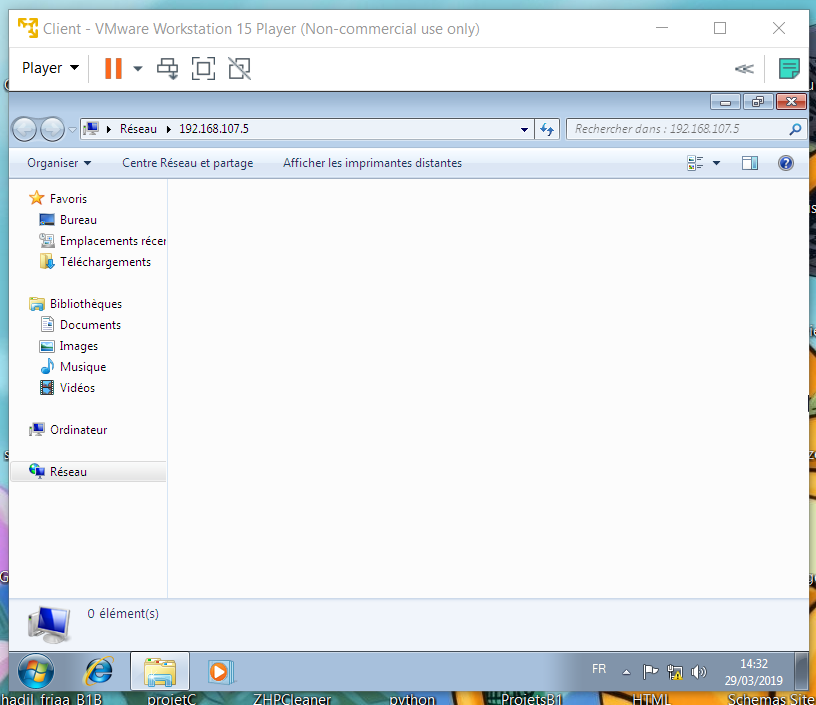 Client - VMware Workstation 15 Player (Non-commercial use only)
Player
Réseau 192.168.107.5
Rechercher dans : 192.168.107.5
Organiser Centre Réseau et partage Afficher les imprimantes distantes
Favoris
Bureau
Emplacements récer
Téléchargements
Bibliothèques
Documents
Images
Musique
Vidéos
Ordinateur
Réseau
0 élément(s)
FR
14:32
29/03/2019
hadil_friaa_B1B projetC ZHPCleaner python ProjetsB1 HTML Schemas Site